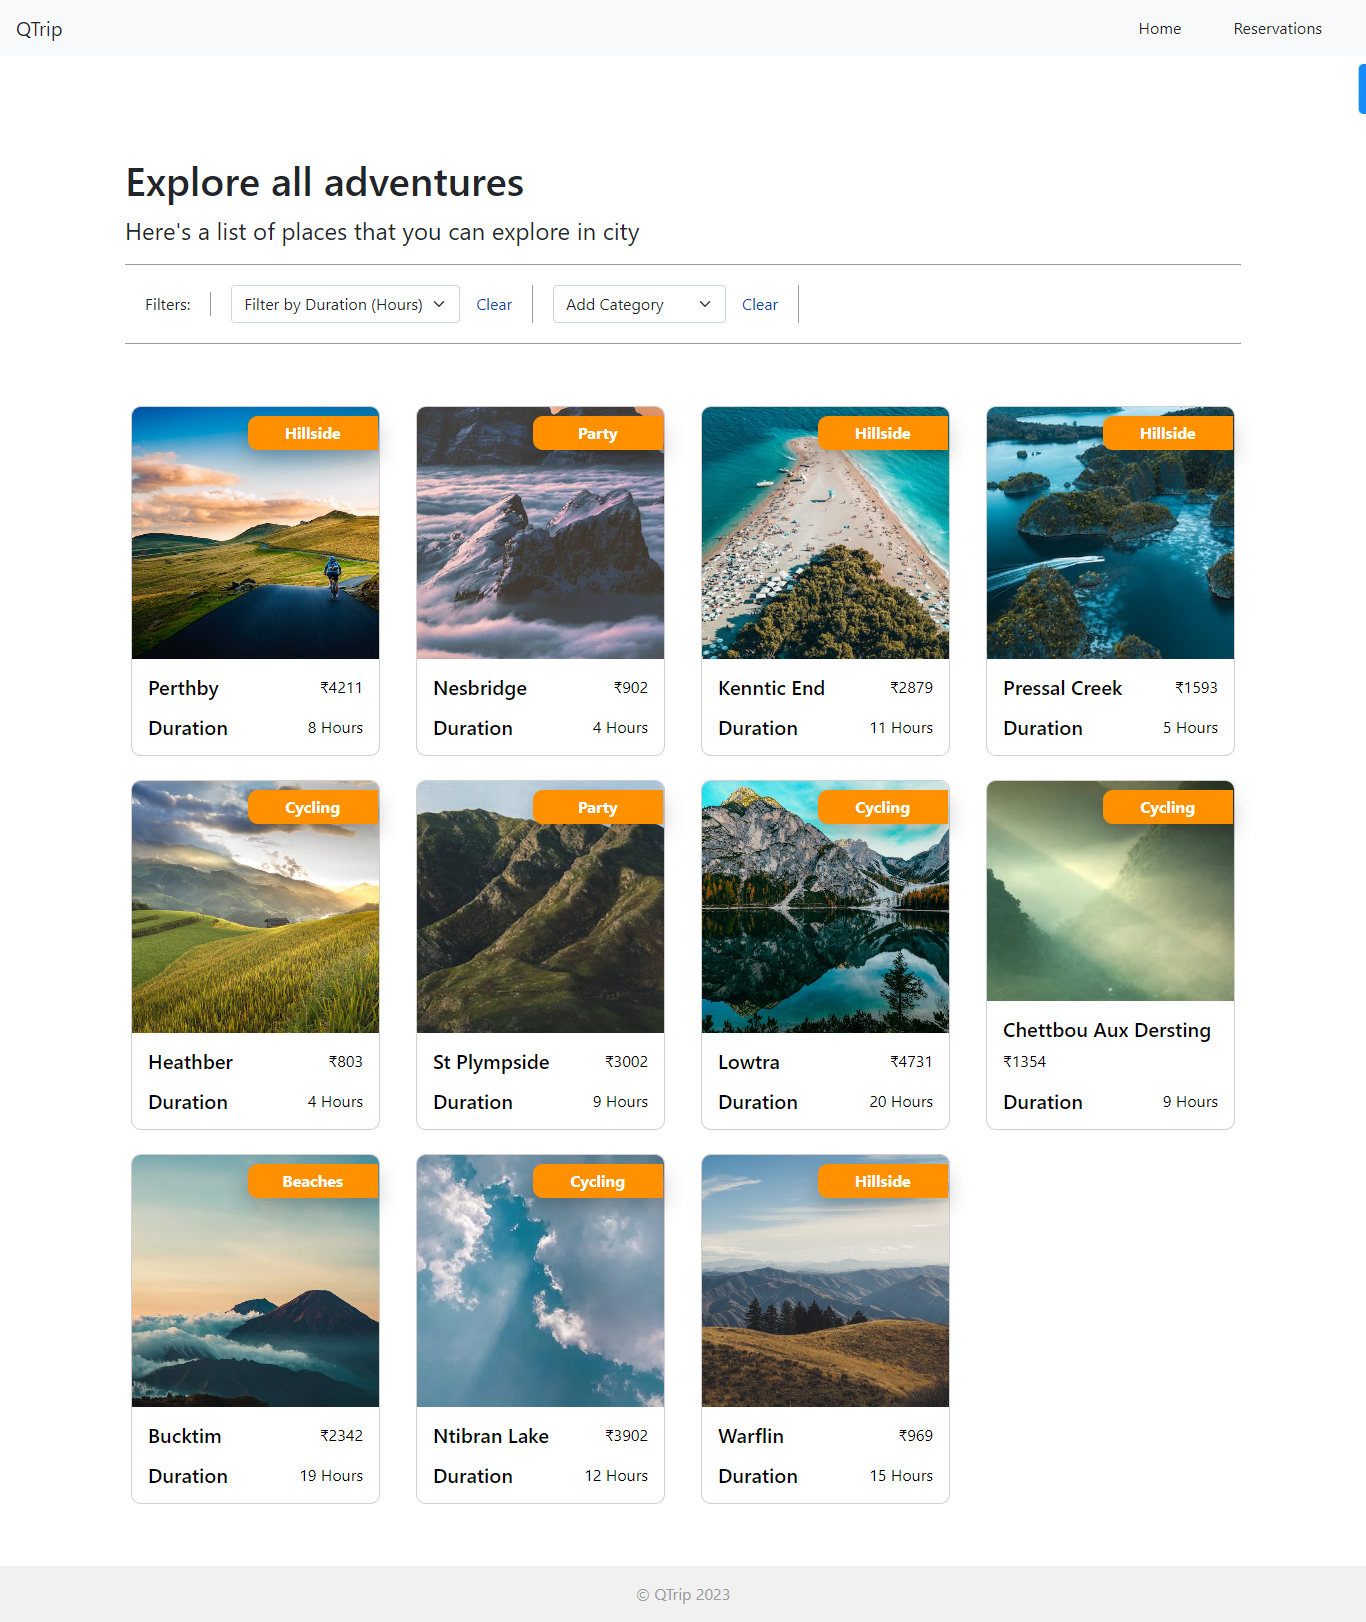 QTrip
Home
Reservations
Explore all adventures
Here's a list of places that you can explore in city
Filters:
Filter by Duration (Hours)
Clear
Add Category
Clear
Hillside
Perthby ₹4211
Duration 8 Hours
Party
Nesbridge ₹902
Duration 4 Hours
Hillside
Kenntic End ₹2879
Duration 11 Hours
Hillside
Pressal Creek ₹1593
Duration 5 Hours
Cycling
Heathber ₹803
Duration 4 Hours
Party
St Plympside ₹3002
Duration 9 Hours
Cycling
Lowtra ₹4731
Duration 20 Hours
Cycling
Chettbou Aux Dersting
₹1354
Duration 9 Hours
Beaches
Bucktim ₹2342
Duration 19 Hours
Cycling
Ntibran Lake ₹3902
Duration 12 Hours
Hillside
Warflin ₹969
Duration 15 Hours
© QTrip 2023